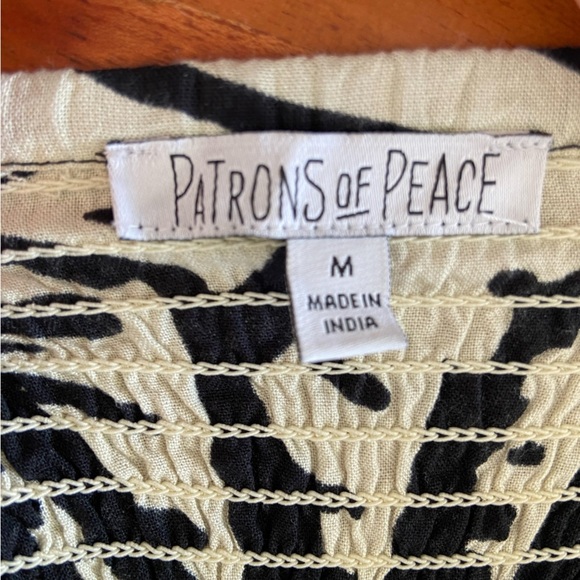 PATRONS OF PEACE
M
MADE IN
INDIA